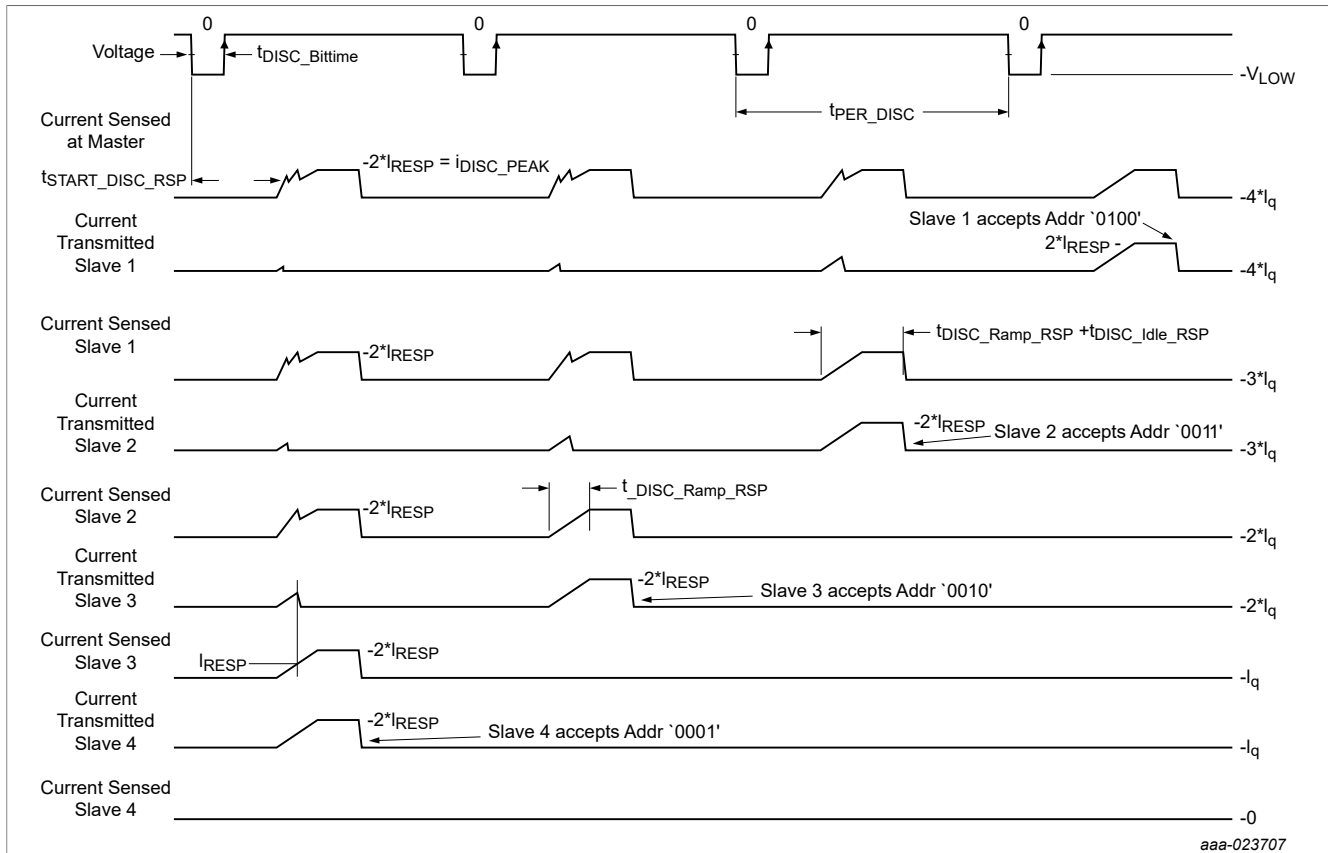 0 0 0 0
Voltage
tDISC_Bittime
-VLOW
tPER_DISC
Current Sensed
at Master
tSTART_DISC_RSP
-2*IRESP = iDISC_PEAK
-4*Iq
Current
Transmitted
Slave 1
Slave 1 accepts Addr `0100'
2*IRESP -
-4*Iq
Current Sensed
Slave 1
-2*IRESP
tDISC_Ramp_RSP +tDISC_Idle_RSP
-3*Iq
Current
Transmitted
Slave 2
-2*IRESP
Slave 2 accepts Addr `0011'
-3*Iq
Current Sensed
Slave 2
-2*IRESP
t_DISC_Ramp_RSP
-2*Iq
Current
Transmitted
Slave 3
-2*IRESP
Slave 3 accepts Addr `0010'
-2*Iq
Current Sensed
Slave 3
IRESP
-2*IRESP
-Iq
Current
Transmitted
Slave 4
-2*IRESP
Slave 4 accepts Addr `0001'
-Iq
Current Sensed
Slave 4
-0
aaa-023707